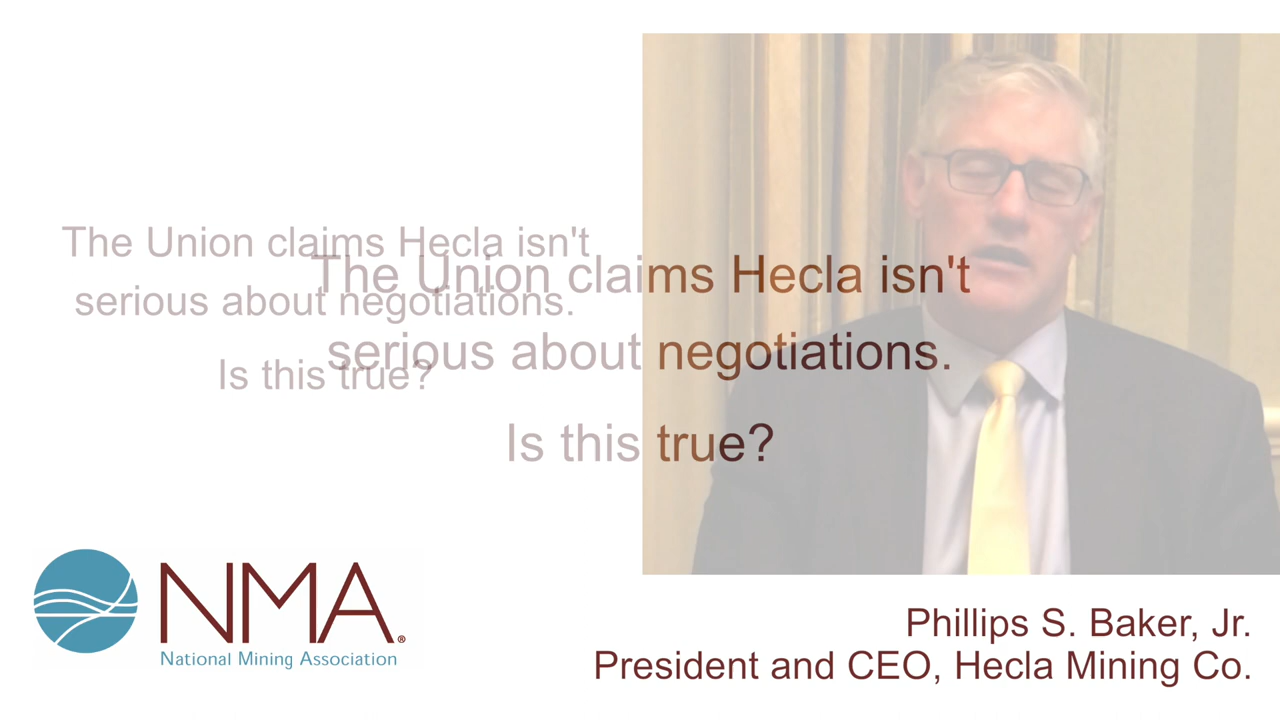 The Union claims Hecla isn't
serious about negotiations.
Is this true?
The Union claims Hecla isn't
serious about negotiations.
Is this true?
NMA®
National Mining Association
Phillips S. Baker, Jr.
President and CEO, Hecla Mining Co.